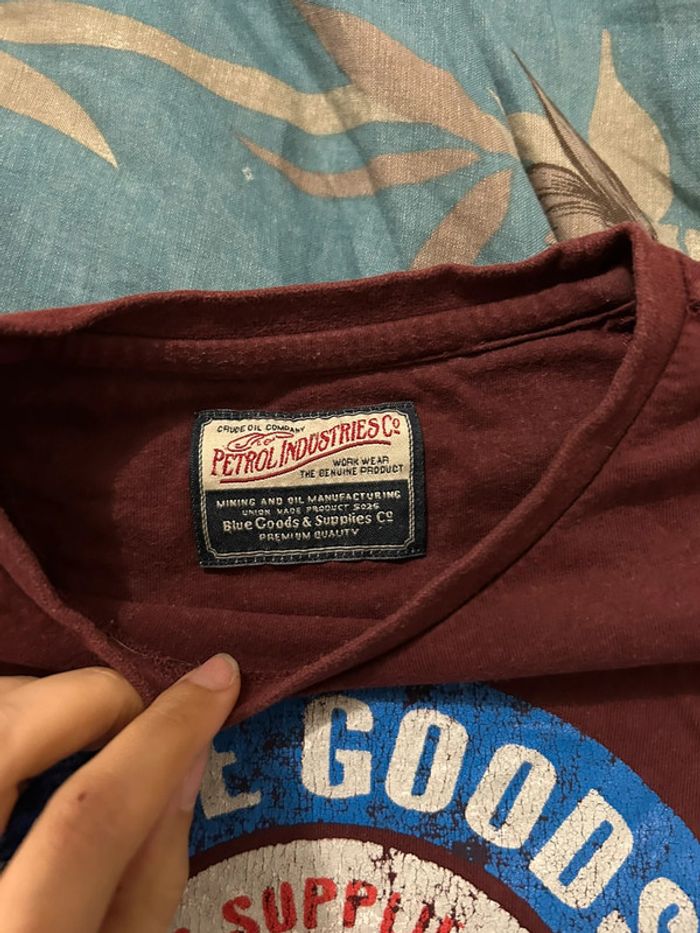 CRUDE OIL COMPANY
The
PETROL INDUSTRIES Co
WORK WEAR
THE GENUINE PRODUCT
MINING AND OIL MANUFACTURING
UNION MADE PRODUCT 5026
Blue Goods & Supplies Co
PREMIUM QUALITY
E GOODS
& SUPPLI